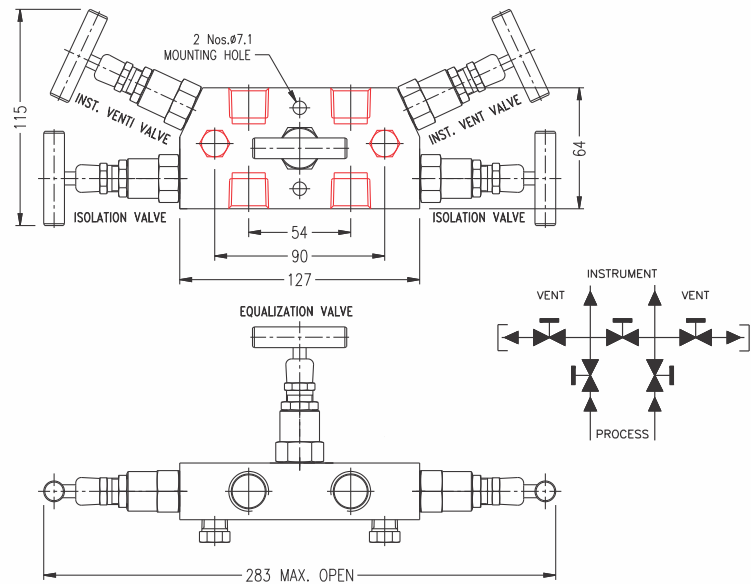 2 Nos.ø7.1
MOUNTING HOLE
115
INST. VENTI VALVE
INST. VENT VALVE
64
ISOLATION VALVE
ISOLATION VALVE
54
90
127
EQUALIZATION VALVE
INSTRUMENT
VENT
VENT
PROCESS
283 MAX. OPEN